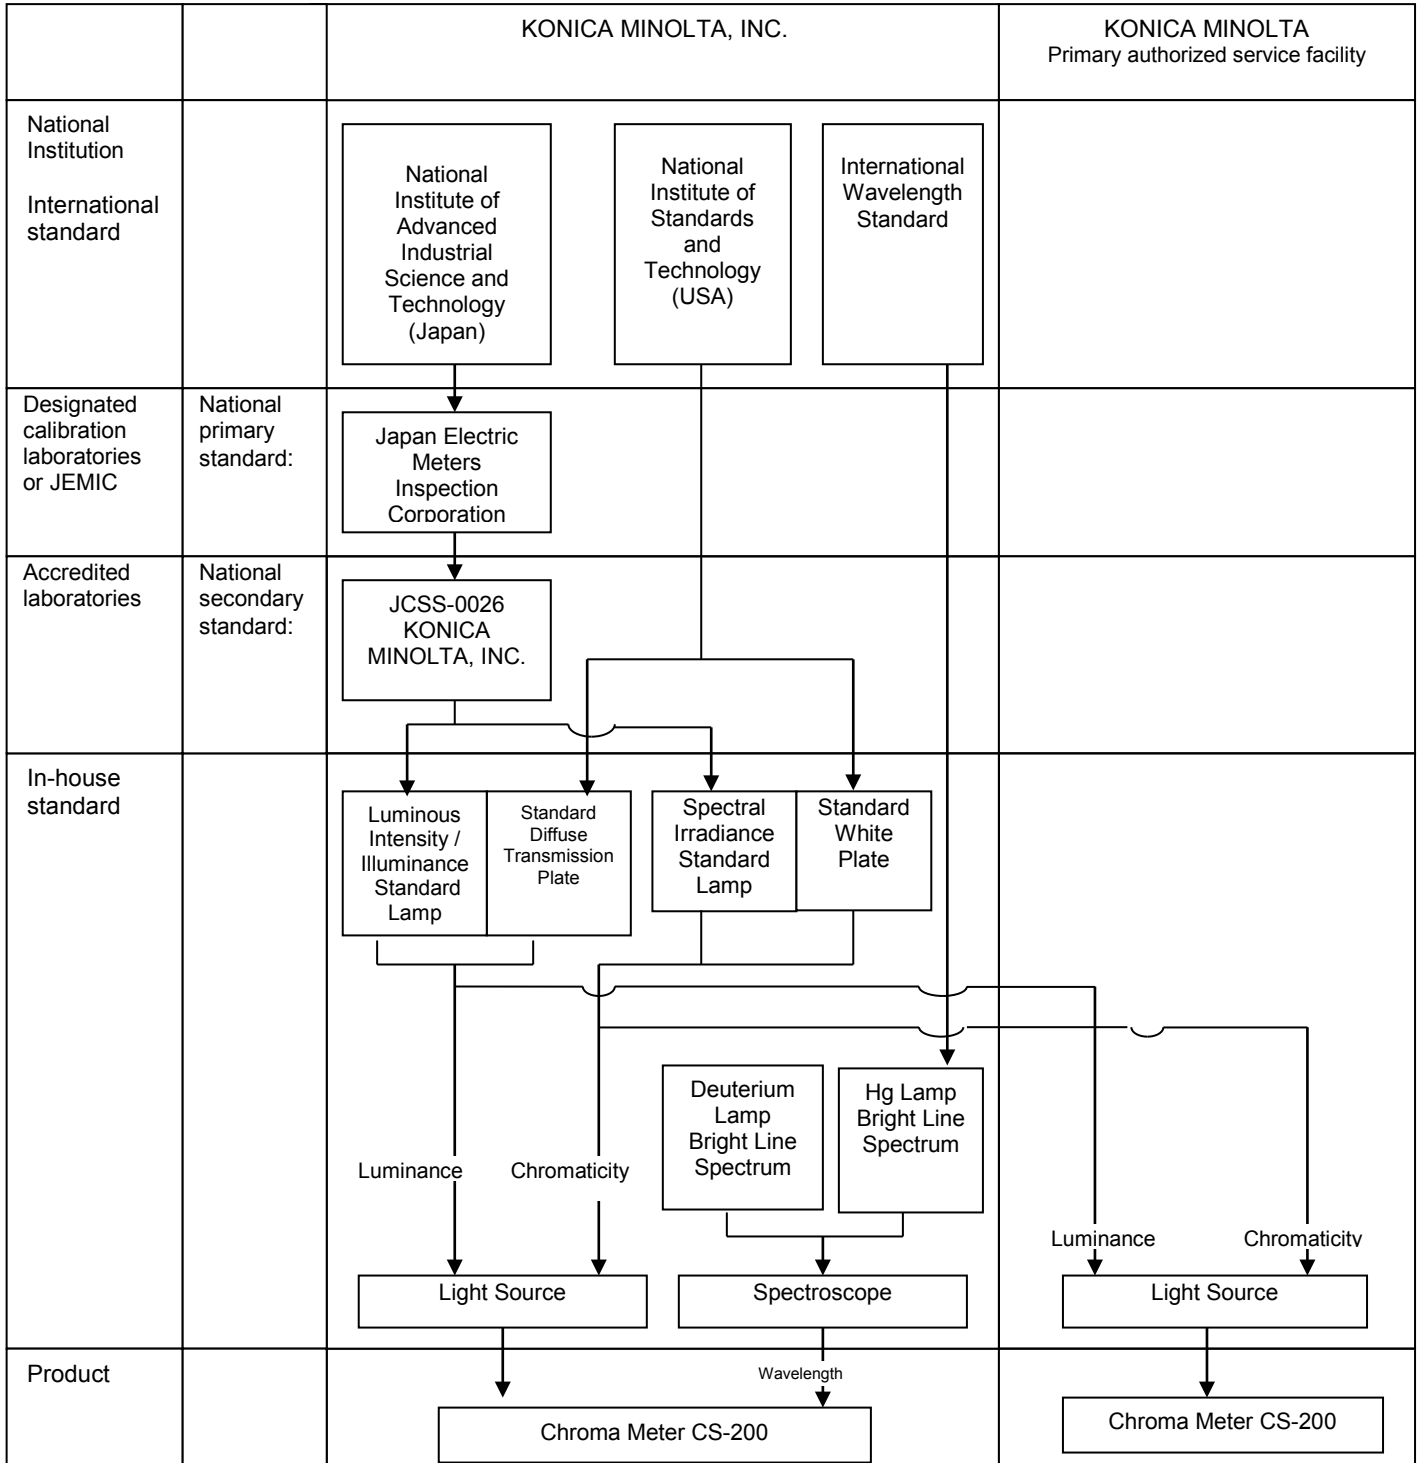 KONICA MINOLTA, INC.
KONICA MINOLTA
Primary authorized service facility
National
Institution
International
standard
National
Institute of
Advanced
Industrial
Science and
Technology
(Japan)
National
Institute of
Standards
and
Technology
(USA)
International
Wavelength
Standard
Designated
calibration
laboratories
or JEMIC
National
primary
standard:
Japan Electric
Meters
Inspection
Corporation
Accredited
laboratories
National
secondary
standard:
JCSS-0026
KONICA
MINOLTA, INC.
In-house
standard
Luminous
Intensity /
Illuminance
Standard
Lamp
Standard
Diffuse
Transmission
Plate
Spectral
Irradiance
Standard
Lamp
Standard
White
Plate
Deuterium
Lamp
Bright Line
Spectrum
Hg Lamp
Bright Line
Spectrum
Luminance
Chromaticity
Luminance
Chromaticity
Light Source
Spectroscope
Light Source
Product
Wavelength
Chroma Meter CS-200
Chroma Meter CS-200